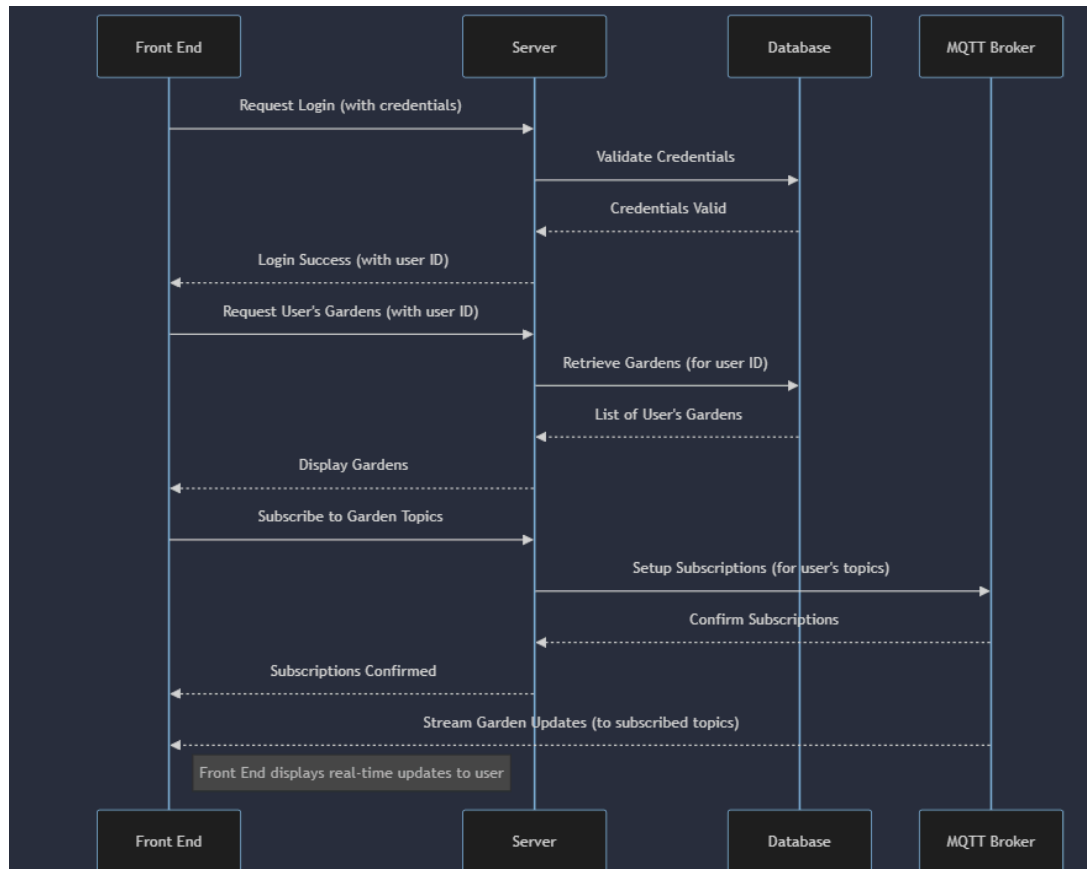 Front End
Server
Database
MQTT Broker
Request Login (with credentials)
Validate Credentials
Credentials Valid
Login Success (with user ID)
Request User's Gardens (with user ID)
Retrieve Gardens (for user ID)
List of User's Gardens
Display Gardens
Subscribe to Garden Topics
Setup Subscriptions (for user's topics)
Confirm Subscriptions
Subscriptions Confirmed
Stream Garden Updates (to subscribed topics)
Front End displays real-time updates to user
Front End
Server
Database
MQTT Broker